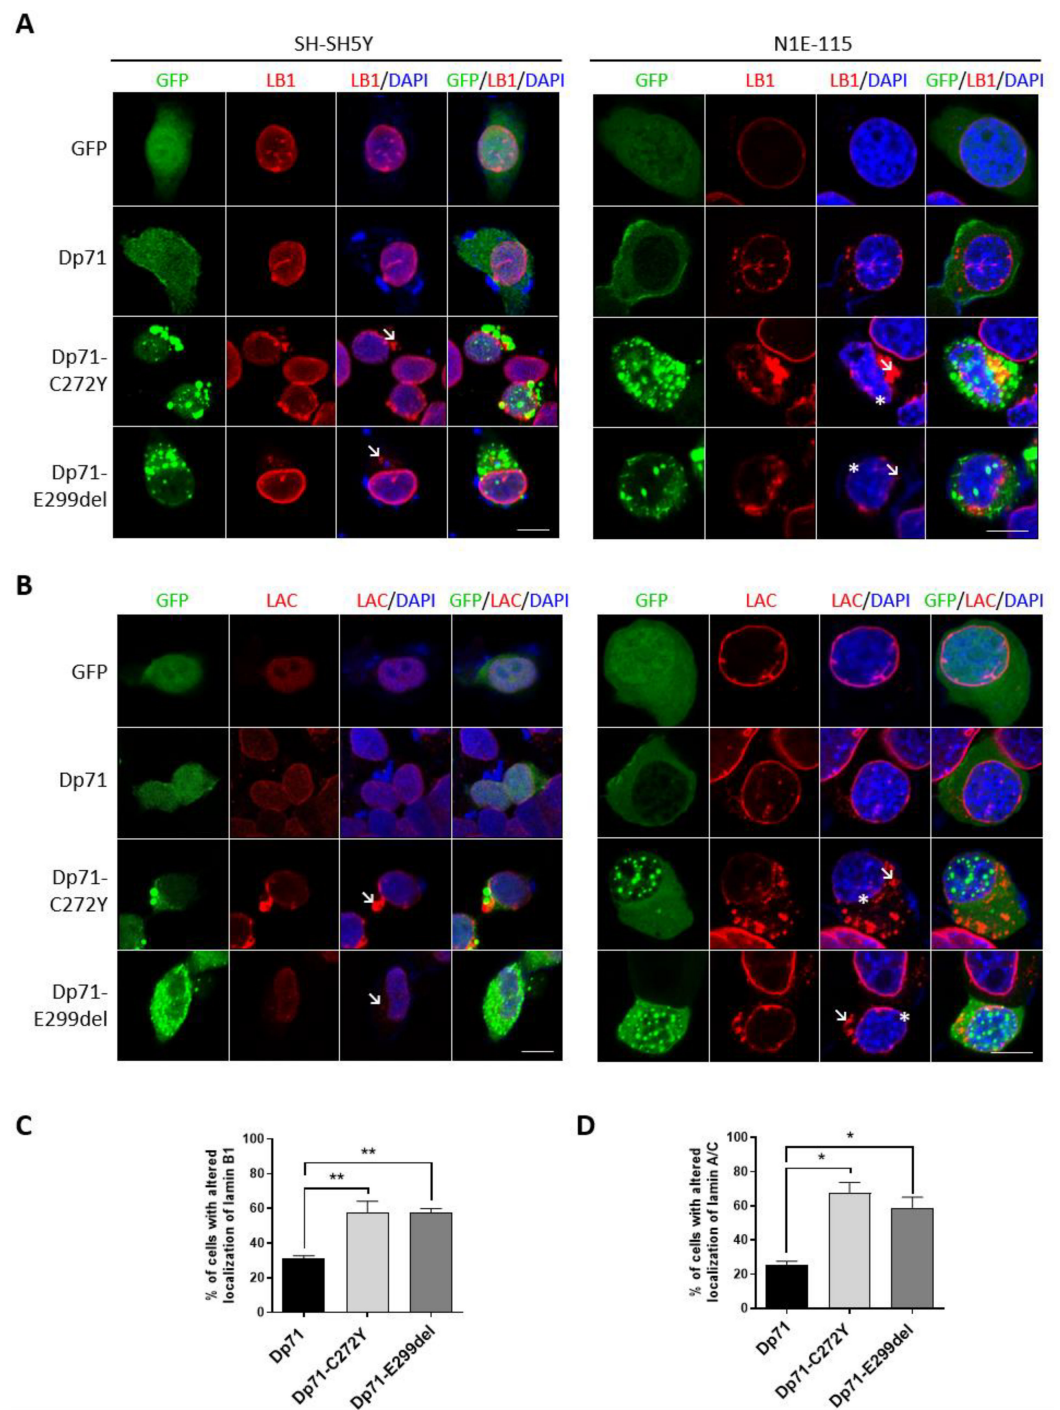 A
SH-SH5Y
N1E-115
GFP LB1 LB1/DAPI GFP/LB1/DAPI
GFP LB1 LB1/DAPI GFP/LB1/DAPI
GFP
Dp71
Dp71-
C272Y
*
Dp71-
E299del
*
B
GFP LAC LAC/DAPI GFP/LAC/DAPI
GFP LAC LAC/DAPI GFP/LAC/DAPI
GFP
Dp71
Dp71-
C272Y
*
Dp71-
E299del
*
C
% of cells with altered
localization of lamin B1
100
80
60
40
20
0
**
**
Dp71
Dp71-C272Y
Dp71-E299del
D
% of cells with altered
localization of lamin A/C
100
80
60
40
20
0
*
*
Dp71
Dp71-C272Y
Dp71-E299del